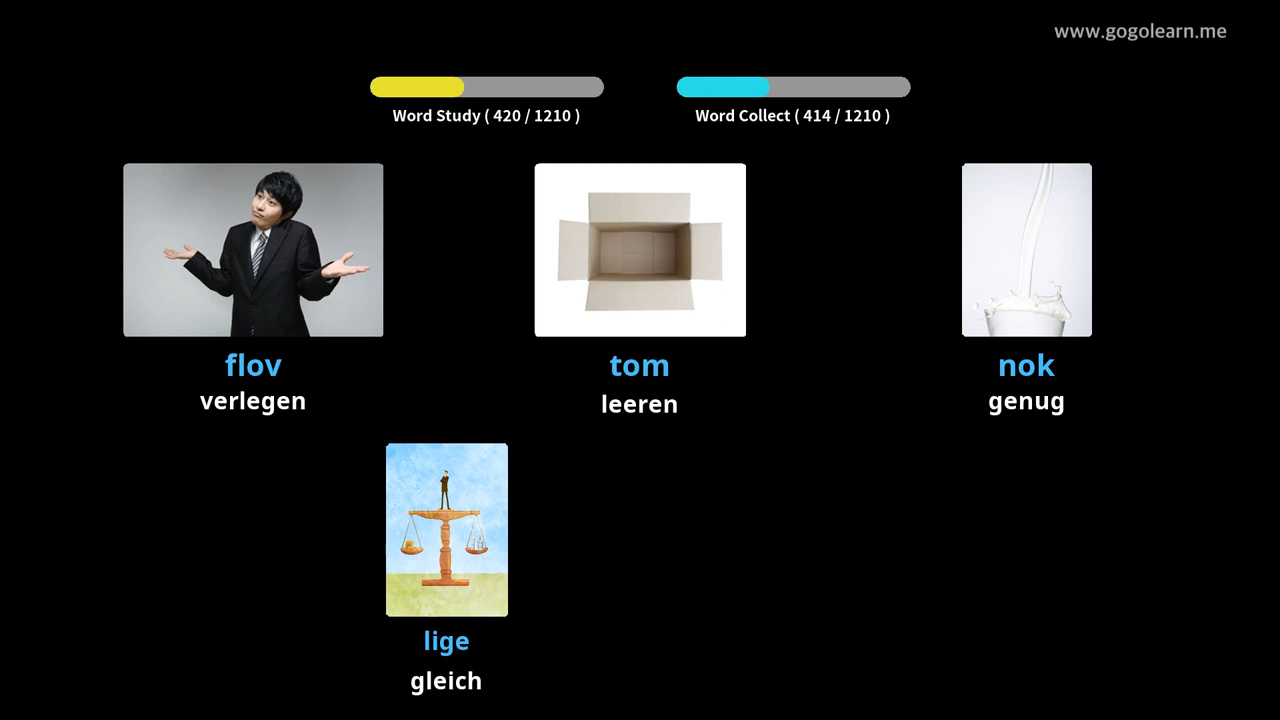 www.gogolearn.me
Word Study ( 420 / 1210 )
Word Collect ( 414 / 1210 )
flov
verlegen
tom
leeren
nok
genug
lige
gleich